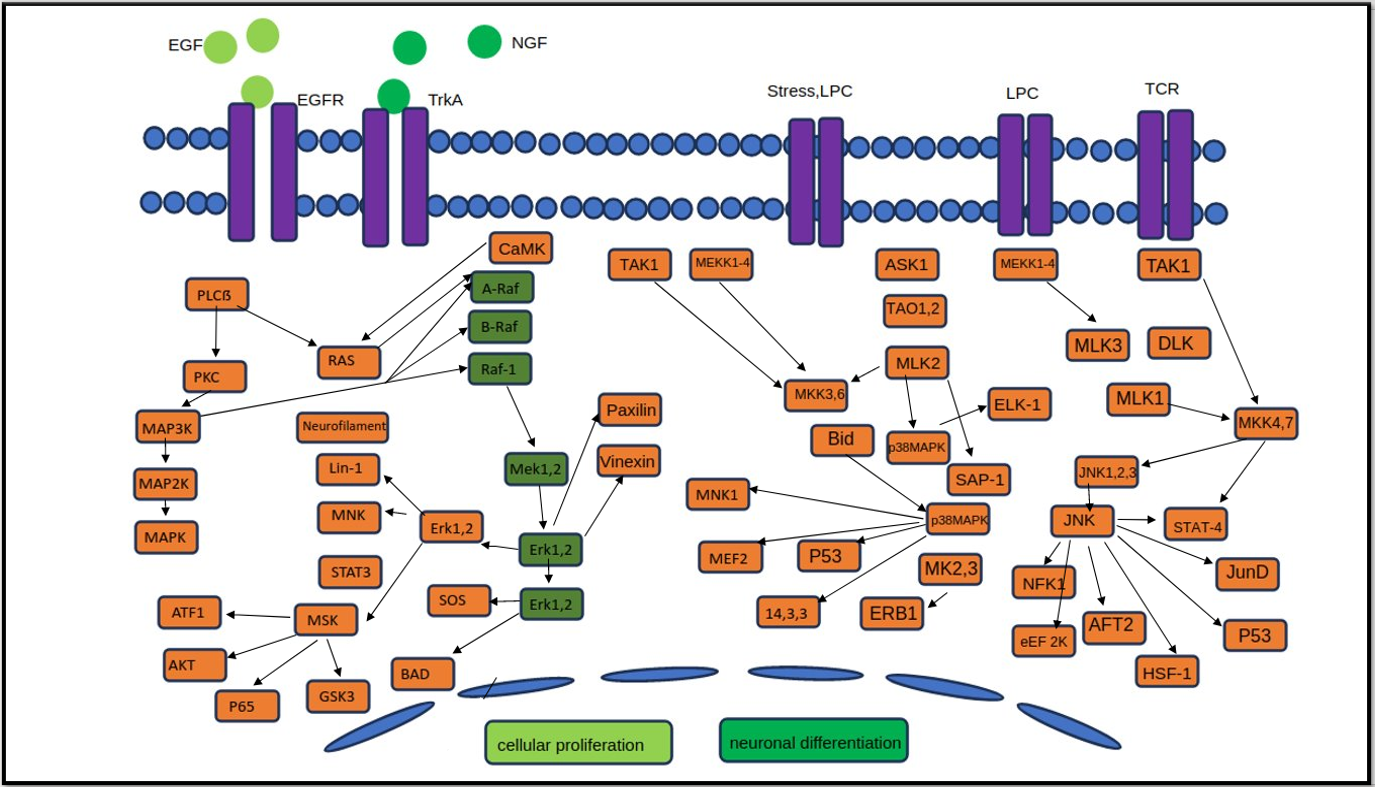 EGF
NGF
EGFR
TrkA
Stress,LPC
LPC
TCR
CaMK
TAK1
MEKK1-4
ASK1
MEKK1-4
TAK1
PLCß
A-Raf
TAO1,2
B-Raf
RAS
MLK3
DLK
Raf-1
MLK2
PKC
MKK3,6
MLK1
ELK-1
Paxilin
MAP3K
Neurofilament
MKK4,7
Bid
p38MAPK
Lin-1
Mek1,2
Vinexin
JNK1,2,3
MAP2K
SAP-1
MNK1
MNK
Erk1,2
p38MAPK
JNK
STAT-4
MAPK
Erk1,2
MEF2
P53
STAT3
MK2,3
NFK1
JunD
SOS
Erk1,2
ATF1
MSK
14,3,3
ERB1
AFT2
eEF 2K
P53
AKT
BAD
HSF-1
P65
GSK3
cellular proliferation
neuronal differentiation